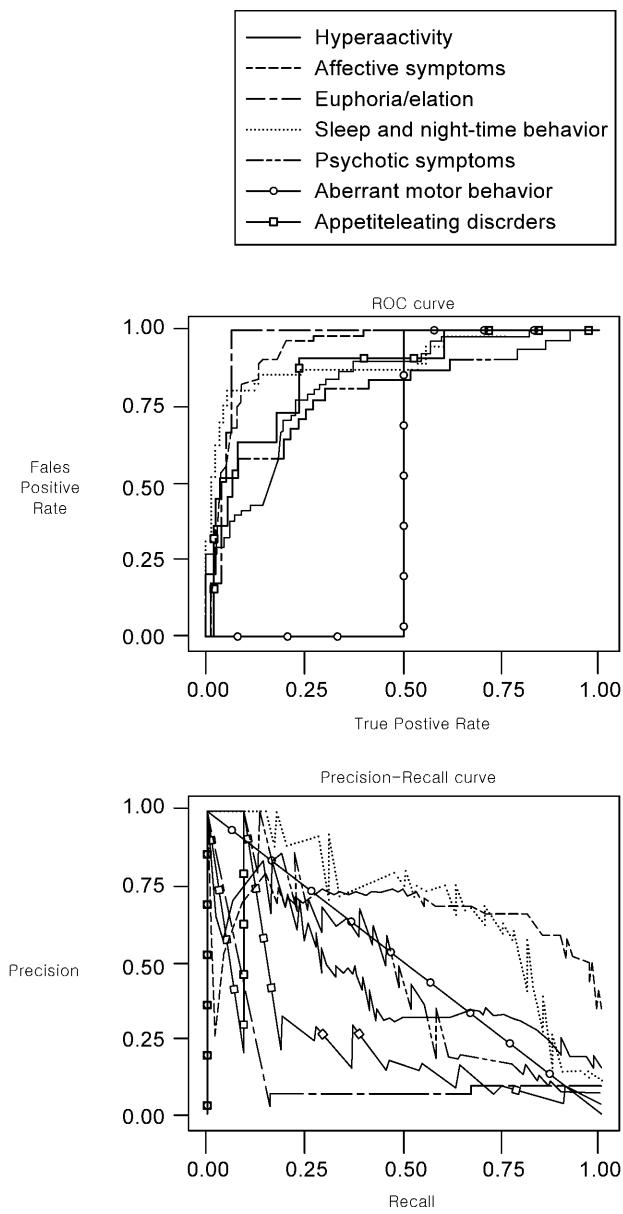 Hyperaactivity
Affective symptoms
Euphoria/elation
Sleep and night-time behavior
Psychotic symptoms
Aberrant motor behavior
Appetiteleating discrders
ROC curve
1.00
0.75
0.50
0.25
0.00
Fales
Positive
Rate
0.00 0.25 0.50 0.75 1.00
True Postive Rate
Precision-Recall curve
1.00
0.75
0.50
0.25
0.00
Precision
0.00 0.25 0.50 0.75 1.00
Recall